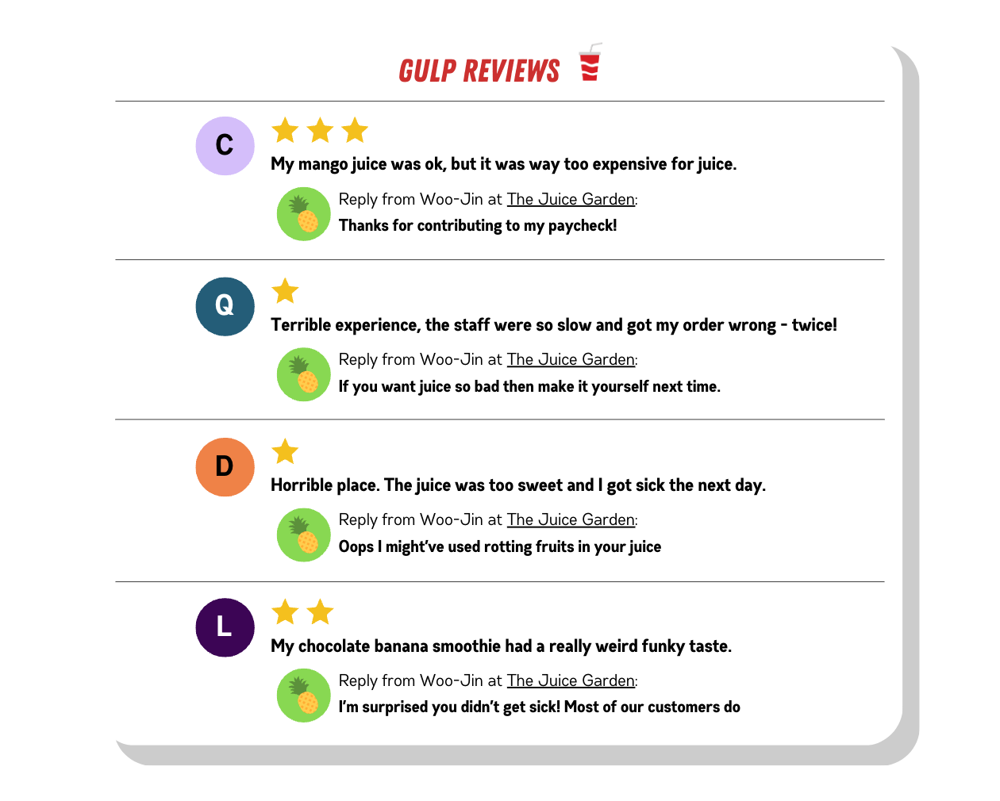 GULP REVIEWS
C
My mango juice was ok, but it was way too expensive for juice.
Reply from Woo-Jin at The Juice Garden:
Thanks for contributing to my paycheck!
Q
Terrible experience, the staff were so slow and got my order wrong - twice!
Reply from Woo-Jin at The Juice Garden:
If you want juice so bad then make it yourself next time.
D
Horrible place. The juice was too sweet and I got sick the next day.
Reply from Woo-Jin at The Juice Garden:
Oops I might've used rotting fruits in your juice
L
My chocolate banana smoothie had a really weird funky taste.
Reply from Woo-Jin at The Juice Garden:
I'm surprised you didn't get sick! Most of our customers do